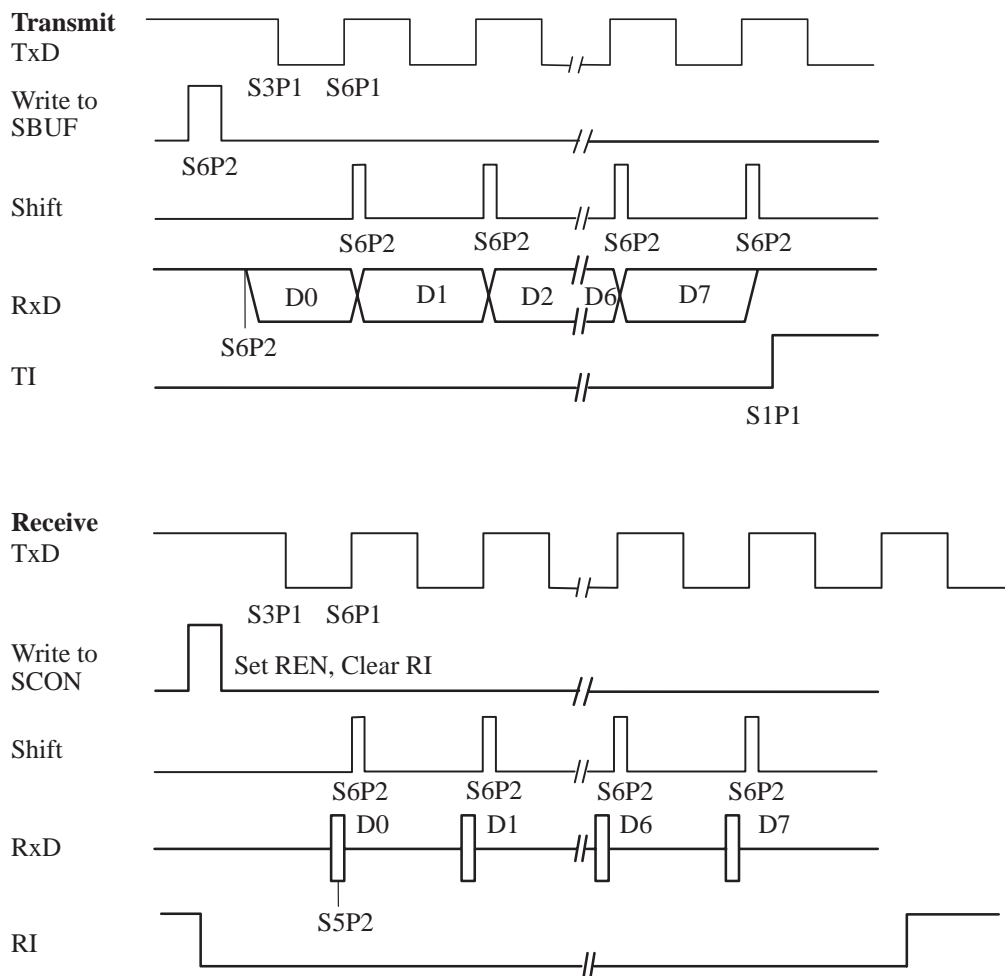 Transmit
TxD
S3P1 S6P1
Write to
SBUF
S6P2
Shift
S6P2 S6P2 S6P2 S6P2
RxD
D0 D1 D2 D6 D7
S6P2
TI
S1P1
Receive
TxD
S3P1 S6P1
Write to
SCON
Set REN, Clear RI
Shift
S6P2 S6P2 S6P2 S6P2
D0 D1 D6 D7
RxD
S5P2
RI